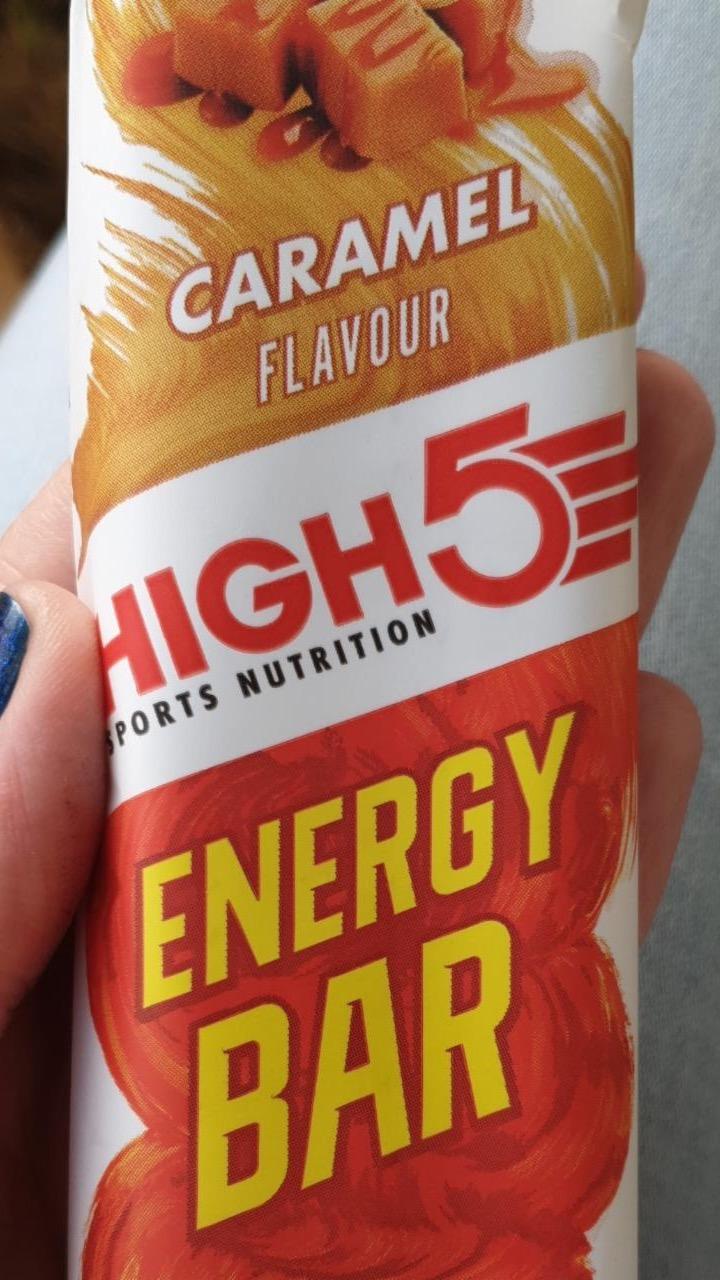 CARAMEL
FLAVOUR
HIGH5
SPORTS NUTRITION
ENERGY
BAR